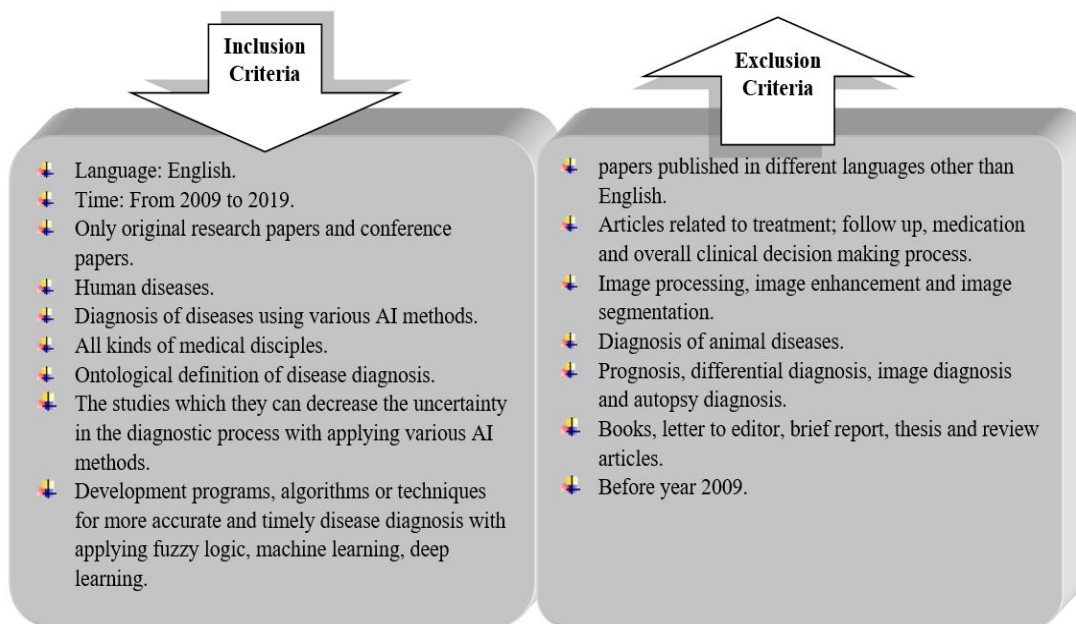 Inclusion
Criteria
Language: English.
Time: From 2009 to 2019.
Only original research papers and conference
papers.
Human diseases.
Diagnosis of diseases using various AI methods.
All kinds of medical disciples.
Ontological definition of disease diagnosis.
The studies which they can decrease the uncertainty
in the diagnostic process with applying various AI
methods.
Development programs, algorithms or techniques
for more accurate and timely disease diagnosis with
applying fuzzy logic, machine learning, deep
learning.
Exclusion
Criteria
papers published in different languages other than
English.
Articles related to treatment; follow up, medication
and overall clinical decision making process.
Image processing, image enhancement and image
segmentation.
Diagnosis of animal diseases.
Prognosis, differential diagnosis, image diagnosis
and autopsy diagnosis.
Books, letter to editor, brief report, thesis and review
articles.
Before year 2009.